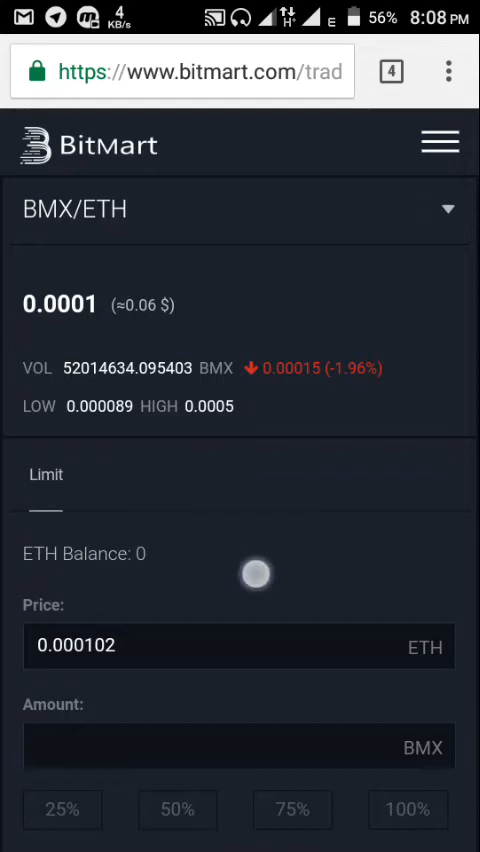 4 KB/s H E 56% 8:08 PM
https://www.bitmart.com/trad 4
BitMart
BMX/ETH
0.0001 (≈0.06 $)
VOL 52014634.095403 BMX 0.00015 (-1.96%)
LOW 0.000089 HIGH 0.0005
Limit
ETH Balance: 0
Price:
0.000102 ETH
Amount:
BMX
25% 50% 75% 100%